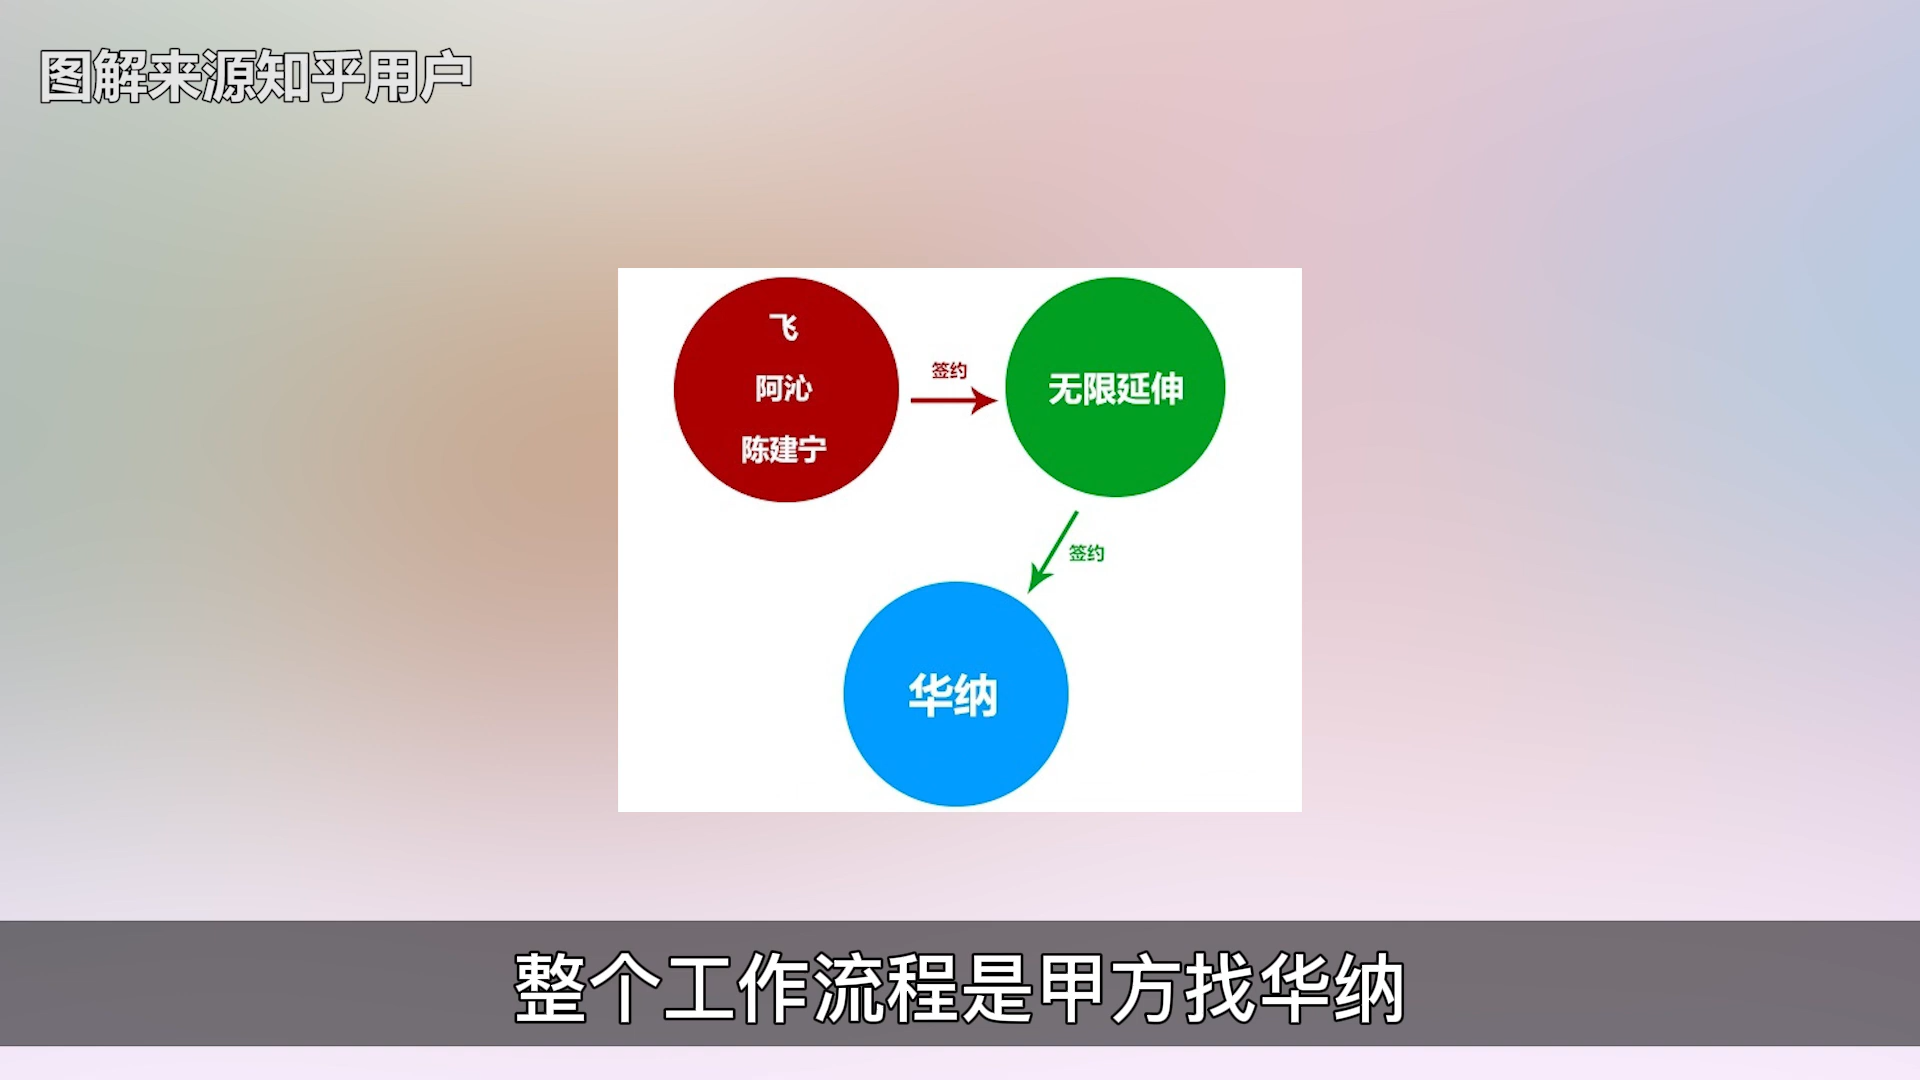 图解来源知乎用户
飞
阿沁
陈建宁
签约
无限延伸
签约
华纳
整个工作流程是甲方找华纳